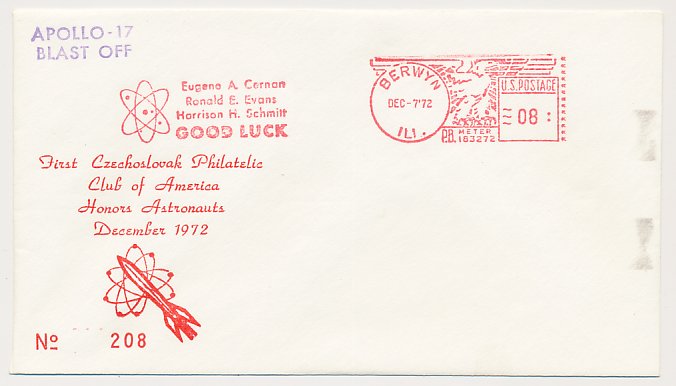 APOLLO-17
BLAST OFF
Eugene A. Cernan
Ronald E. Evans
Harrison H. Schmitt
GOOD LUCK
First Czechoslovak Philatelic
Club of America
Honors Astronauts
December 1972
No 208
BERWYN
DEC-7'72
ILL.
U.S. POSTAGE
08
P.B. METER
183272